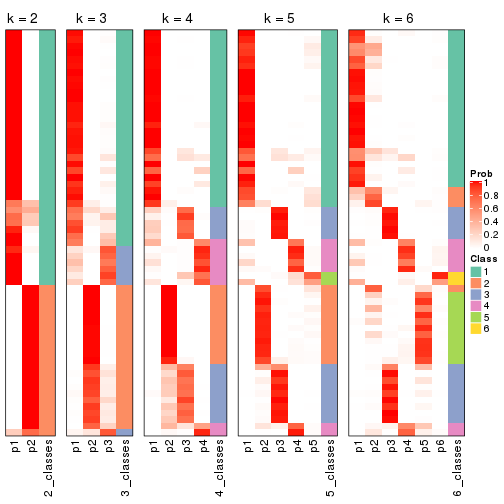 k = 2
k = 3
k = 4
k = 5
k = 6
p1
p2
2_classes
p1
p2
p3
3_classes
p1
p2
p3
p4
4_classes
p1
p2
p3
p4
p5
5_classes
p1
p2
p3
p4
p5
p6
6_classes
Prob
1
0.8
0.6
0.4
0.2
0
Class
1
2
3
4
5
6